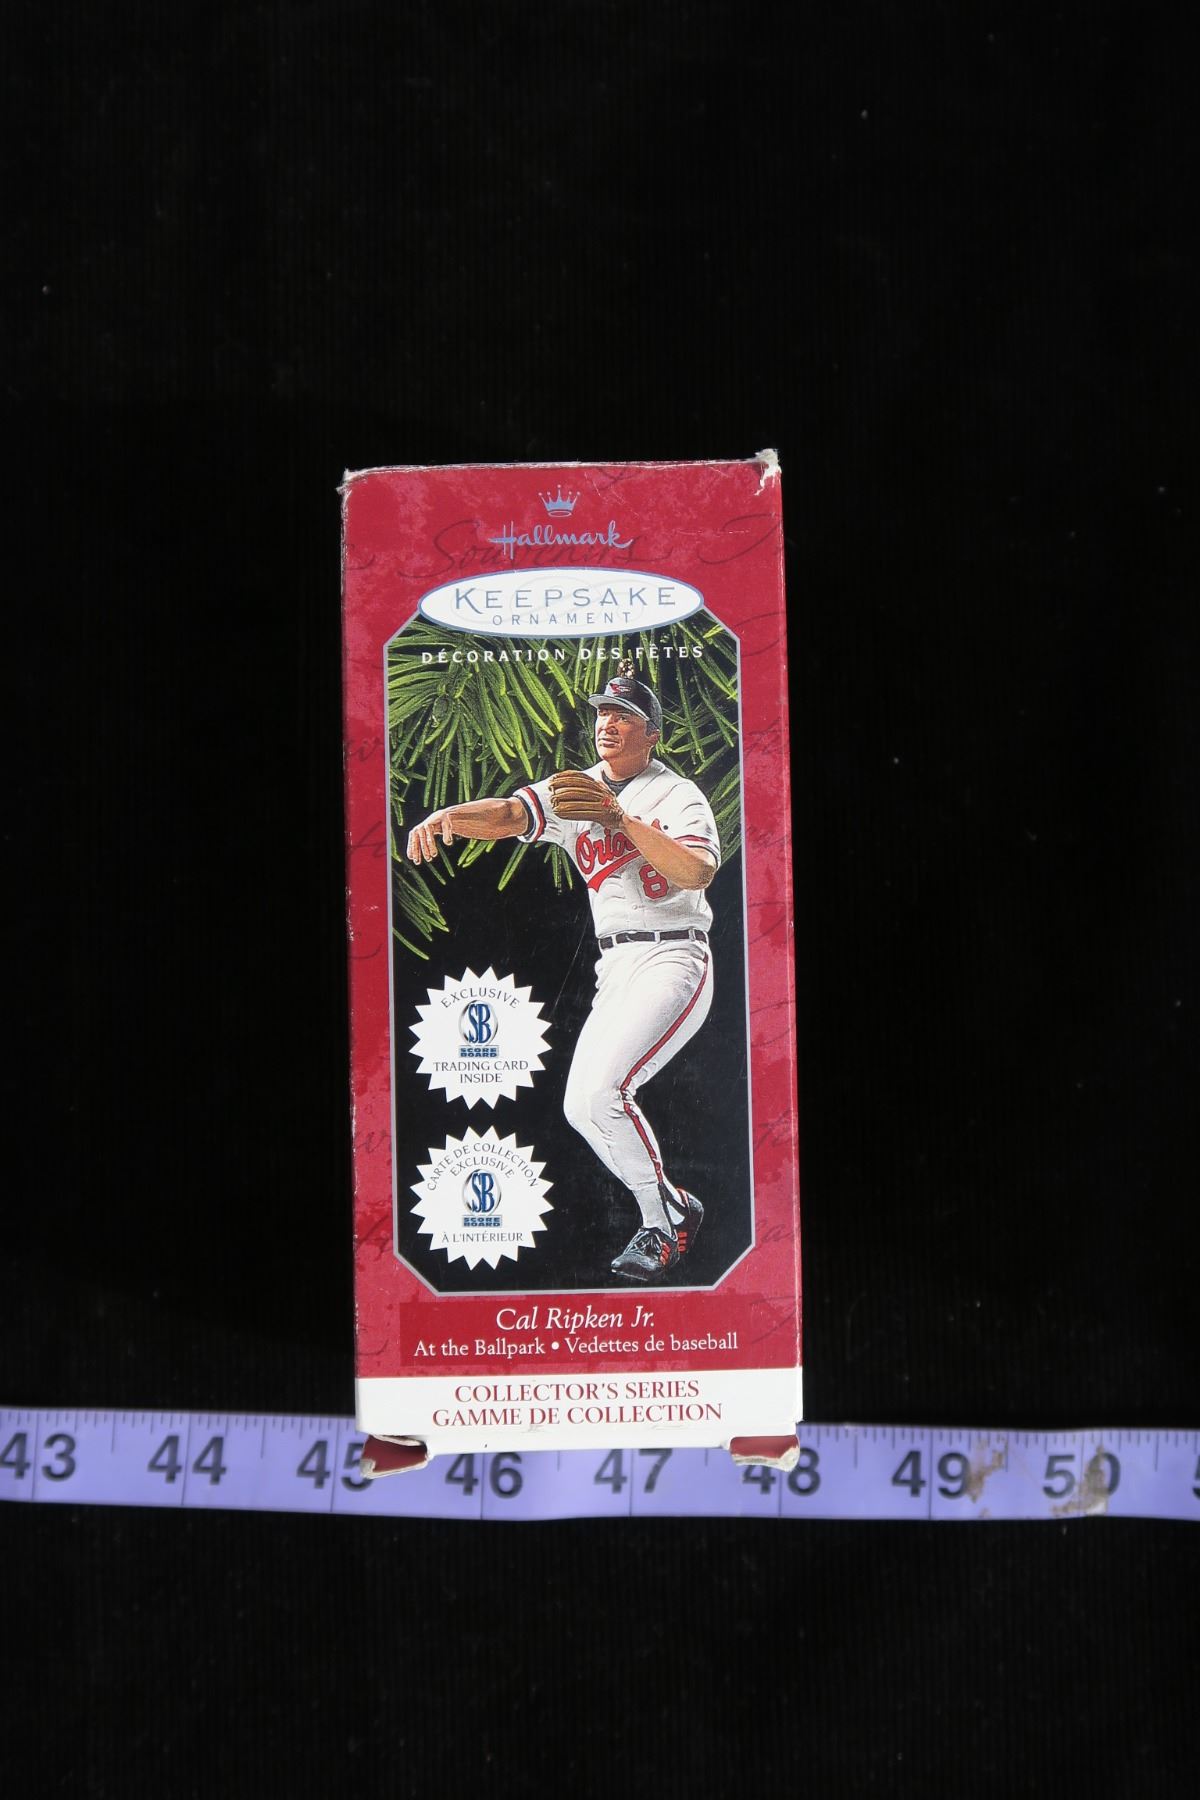 Hallmark
KEEPSAKE
ORNAMENT
DÉCORATION DES FÊTES
Orioles
8
EXCLUSIVE
SB
SCORE
BOARD
TRADING CARD
INSIDE
CARTE DE COLLECTION
EXCLUSIVE
SB
SCORE
BOARD
À L'INTÉRIEUR
Cal Ripken Jr.
At the Ballpark • Vedettes de baseball
COLLECTOR'S SERIES
GAMME DE COLLECTION
43 44 45 46 47 48 49 50